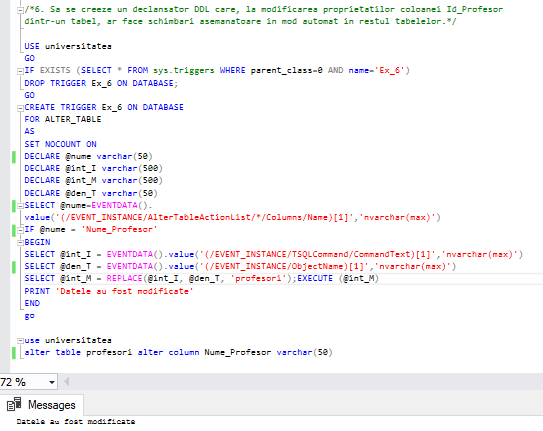 /*6. Sa se creeze un declansator DDL care, la modificarea proprietatilor coloanei Id_Profesor
dintr-un tabel, ar face schimbari asemanatoare in mod automat in restul tabelelor.*/
USE universitatea
GO
IF EXISTS (SELECT * FROM sys.triggers WHERE parent_class=0 AND name='Ex_6')
DROP TRIGGER Ex_6 ON DATABASE;
GO
CREATE TRIGGER Ex_6 ON DATABASE
FOR ALTER_TABLE
AS
SET NOCOUNT ON
DECLARE @nume varchar(50)
DECLARE @int_I varchar(500)
DECLARE @int_M varchar(500)
DECLARE @den_T varchar(50)
SELECT @nume=EVENTDATA().
value('(/EVENT_INSTANCE/AlterTableActionList/*/Columns/Name)[1]','nvarchar(max)')
IF @nume = 'Nume_Profesor'
BEGIN
SELECT @int_I = EVENTDATA().value('(/EVENT_INSTANCE/TSQLCommand/CommandText)[1]','nvarchar(max)')
SELECT @den_T = EVENTDATA().value('(/EVENT_INSTANCE/ObjectName)[1]','nvarchar(max)')
SELECT @int_M = REPLACE(@int_I, @den_T, 'profesori');EXECUTE (@int_M)
PRINT 'Datele au fost modificate'
END
go
use universitatea
alter table profesori alter column Nume_Profesor varchar(50)
72 %
Messages
Datele au fost modificate